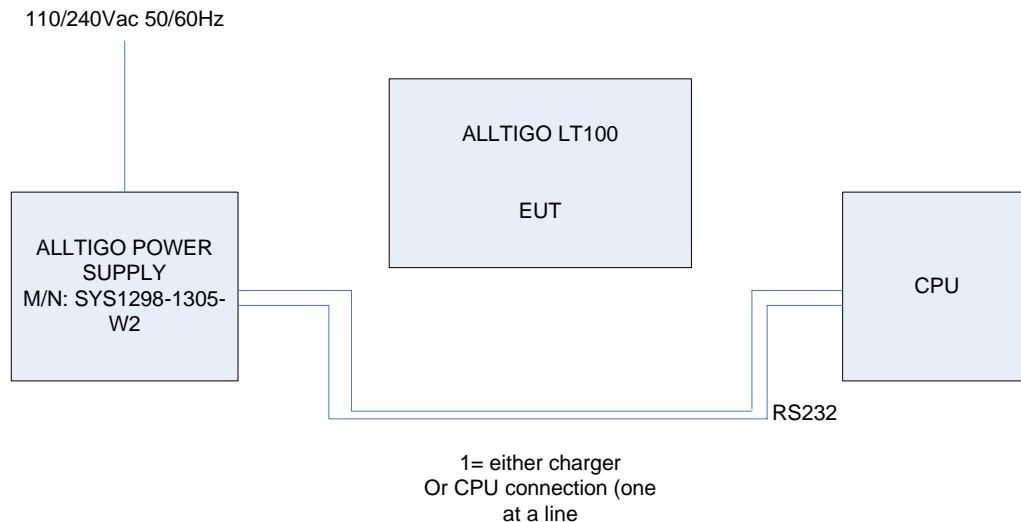 110/240Vac 50/60Hz
ALLTIGO LT100
EUT
ALLTIGO POWER
SUPPLY
M/N: SYS1298-1305-
W2
CPU
RS232
1= either charger
Or CPU connection (one
at a line